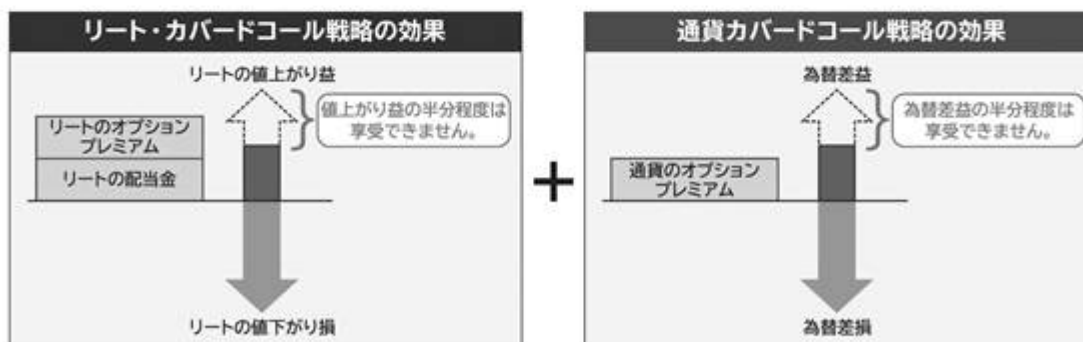 リート・カバードコール戦略の効果
リートの値上がり益
値上がり益の半分程度は
享受できません。
リートのオプション
プレミアム
リートの配当金
リートの値下がり損
+
通貨カバードコール戦略の効果
為替差益
為替差益の半分程度は
享受できません。
通貨のオプション
プレミアム
為替差損